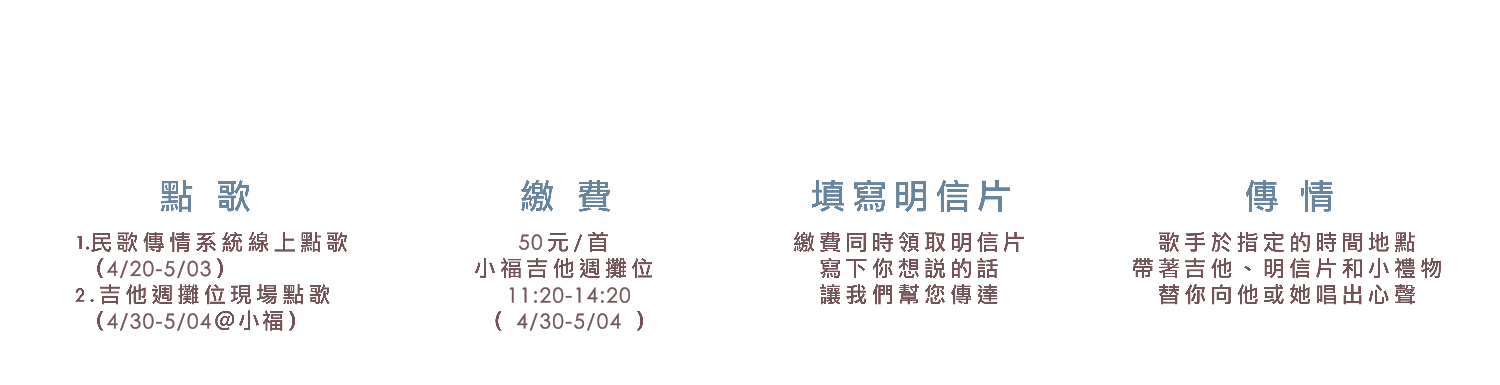 點 歌
1.民歌傳情系統線上點歌
(4/20-5/03)
2.吉他週攤位現場點歌
(4/30-5/04@小福)
繳 費
50元/首
小福吉他週攤位
11:20-14:20
( 4/30-5/04 )
填寫明信片
繳費同時領取明信片
寫下你想說的話
讓我們幫您傳達
傳 情
歌手於指定的時間地點
帶著吉他、明信片和小禮物
替你向他或她唱出心聲